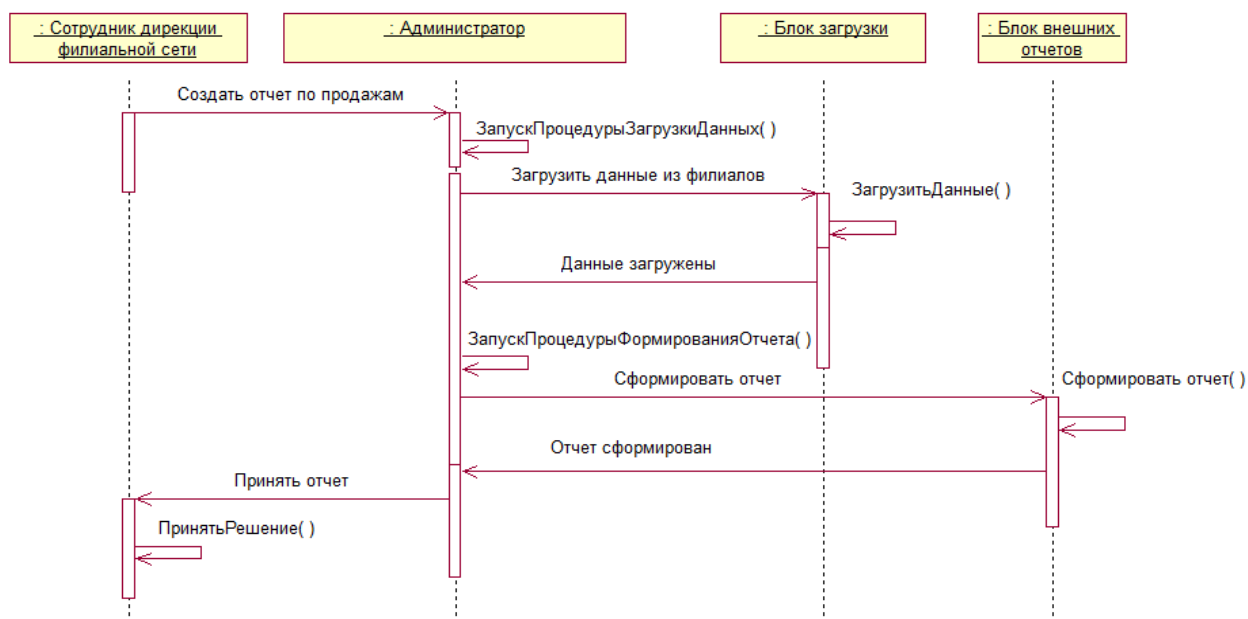 : Сотрудник дирекции
филиальной сети
: Администратор
: Блок загрузки
: Блок внешних
отчетов
Создать отчет по продажам
ЗапускПроцедурыЗагрузкиДанных( )
Загрузить данные из филиалов
ЗагрузитьДанные( )
Данные загружены
ЗапускПроцедурыФормированияОтчета( )
Сформировать отчет
Сформировать отчет( )
Отчет сформирован
Принять отчет
ПринятьРешение( )